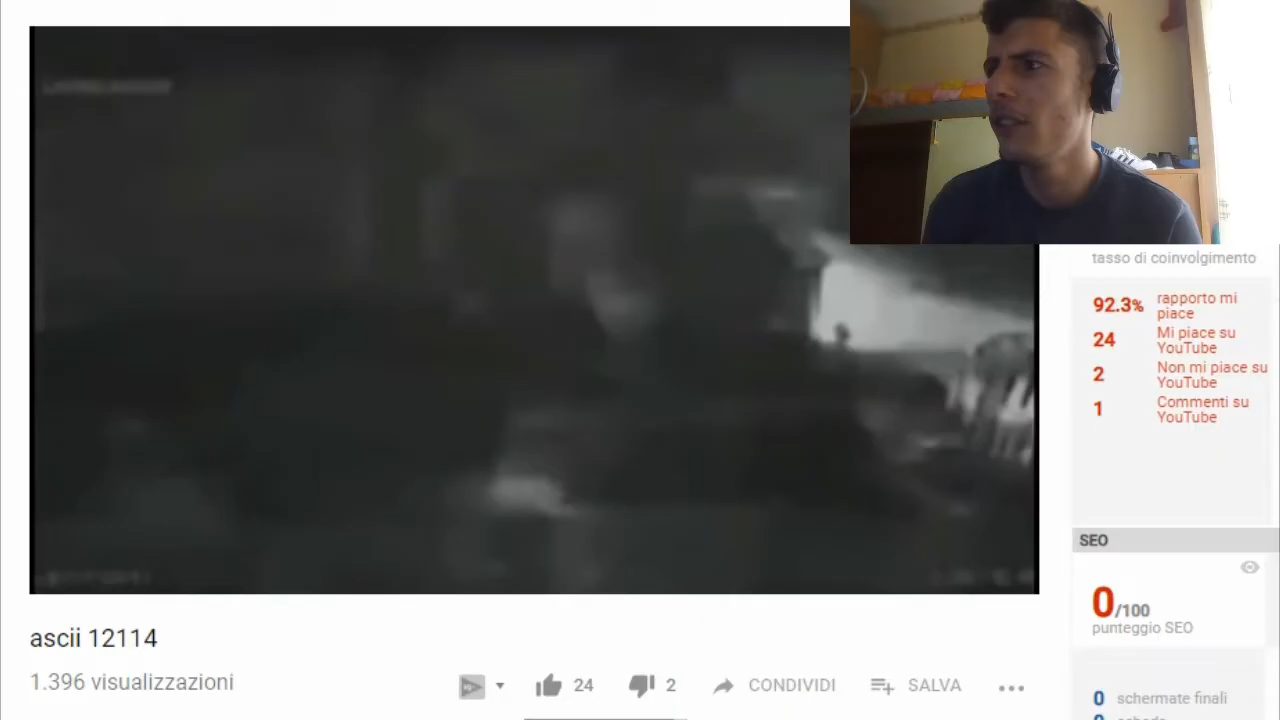 tasso di coinvolgimento
92.3% rapporto mi
piace
24 Mi piace su
YouTube
2 Non mi piace su
YouTube
1 Commenti su
YouTube
SEO
0/100
punteggio SEO
0 schermate finali
ascii 12114
1.396 visualizzazioni
24 2 CONDIVIDI SALVA